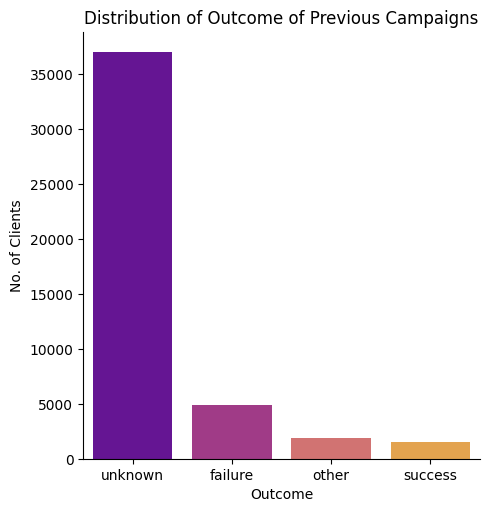 Distribution of Outcome of Previous Campaigns
35000
30000
25000
20000
15000
10000
5000
0
No. of Clients
unknown failure other success
Outcome